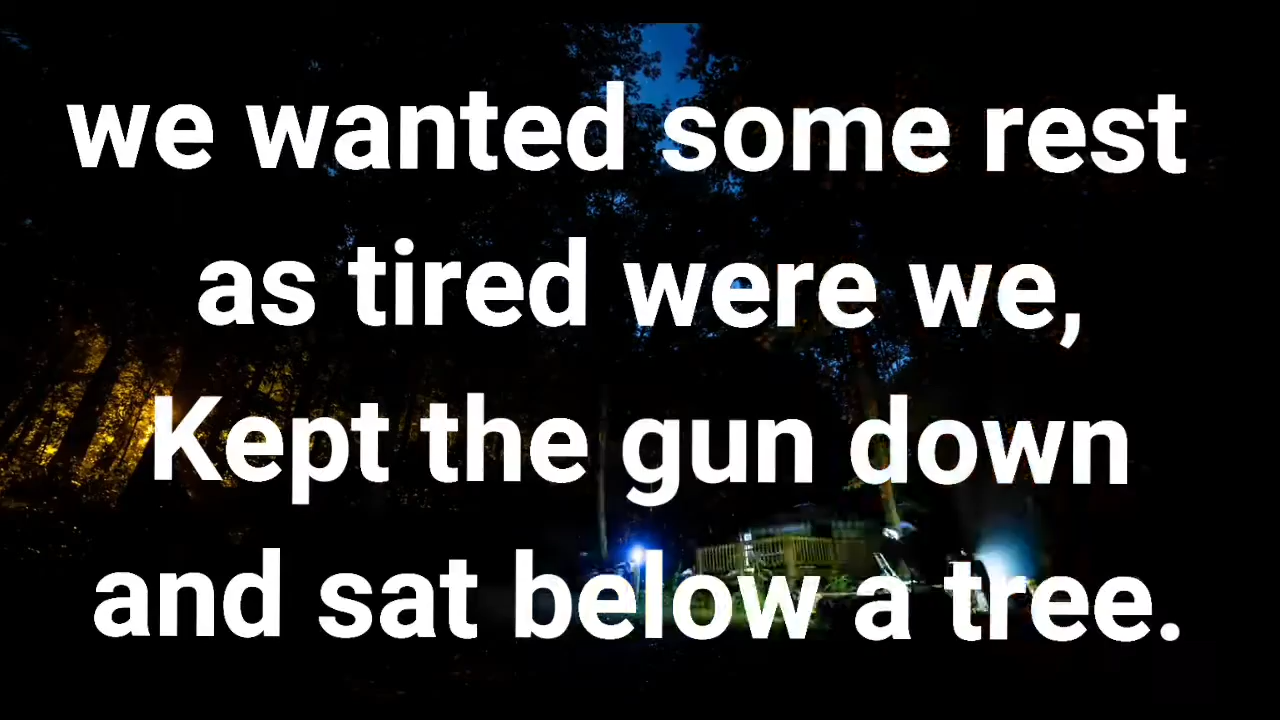 we wanted some rest
as tired were we,
Kept the gun down
and sat below a tree.